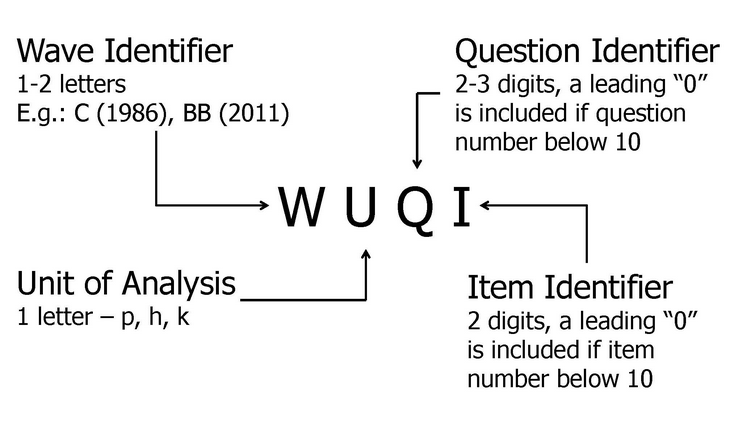 Wave Identifier
1-2 letters
E.g.: C (1986), BB (2011)
Question Identifier
2-3 digits, a leading “0”
is included if question
number below 10
W U Q I
Unit of Analysis
1 letter – p, h, k
Item Identifier
2 digits, a leading “0”
is included if item
number below 10